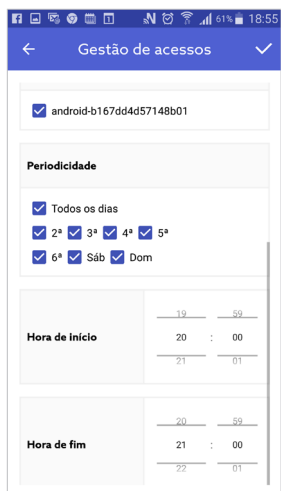 61% 18:55
Gestão de acessos
android-b167dd4d57148b01
Periodicidade
Todos os dias
2ª 3ª 4ª 5ª
6ª Sáb Dom
19 59
Hora de início 20 : 00
21 01
20 59
Hora de fim 21 : 00
22 01